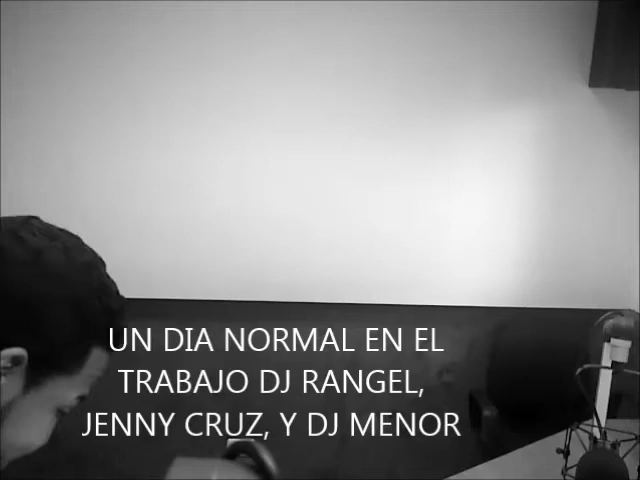 UN DIA NORMAL EN EL
TRABAJO DJ RANGEL,
JENNY CRUZ, Y DJ MENOR